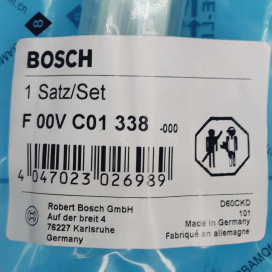 BOSCH
1 Satz/Set
F 00V C01 338 -000
4 047023 026989
D60CKD
101
Robert Bosch GmbH
Auf der breit 4
76227 Karlsruhe
Germany
Made in Germany
Fabriqué en allemagne